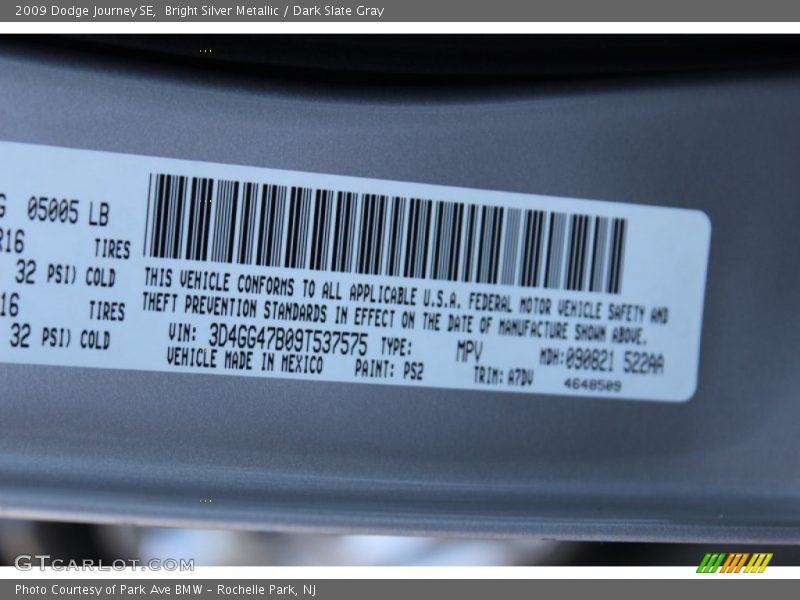 2009 Dodge Journey SE,  Bright Silver Metallic / Dark Slate Gray
G 05005 LB
R16 TIRES
32 PSI) COLD
THIS VEHICLE CONFORMS TO ALL APPLICABLE U.S.A. FEDERAL MOTOR VEHICLE SAFETY AND
16 TIRES
THEFT PREVENTION STANDARDS IN EFFECT ON THE DATE OF MANUFACTURE SHOWN ABOVE.
32 PSI) COLD
VIN: 3D4GG47B09T537575 TYPE: MPV MDH:090821 522AA
VEHICLE MADE IN MEXICO PAINT: PS2 TRIM: A7DV 4648509
GTCARLOT.COM
Photo Courtesy of Park Ave BMW – Rochelle Park, NJ